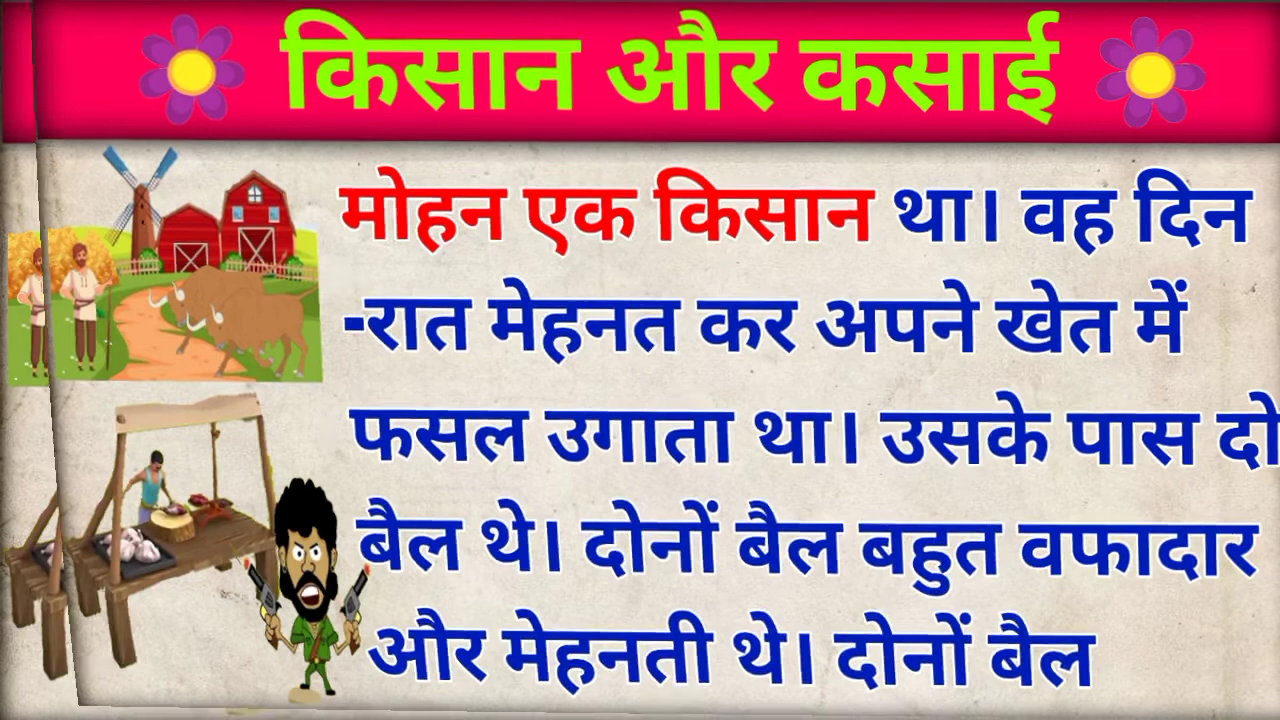 किसान और कसाई
मोहन एक किसान था। वह दिन
-रात मेहनत कर अपने खेत में
फसल उगाता था। उसके पास दो
बैल थे। दोनों बैल बहुत वफादार
और मेहनती थे। दोनों बैल